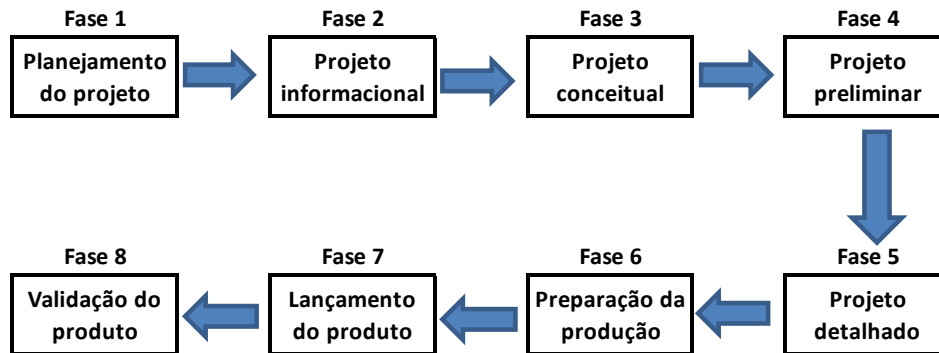 Fase 1
Planejamento
do projeto
Fase 2
Projeto
informacional
Fase 3
Projeto
conceitual
Fase 4
Projeto
preliminar
Fase 5
Projeto
detalhado
Fase 6
Preparação da
produção
Fase 7
Lançamento
do produto
Fase 8
Validação do
produto